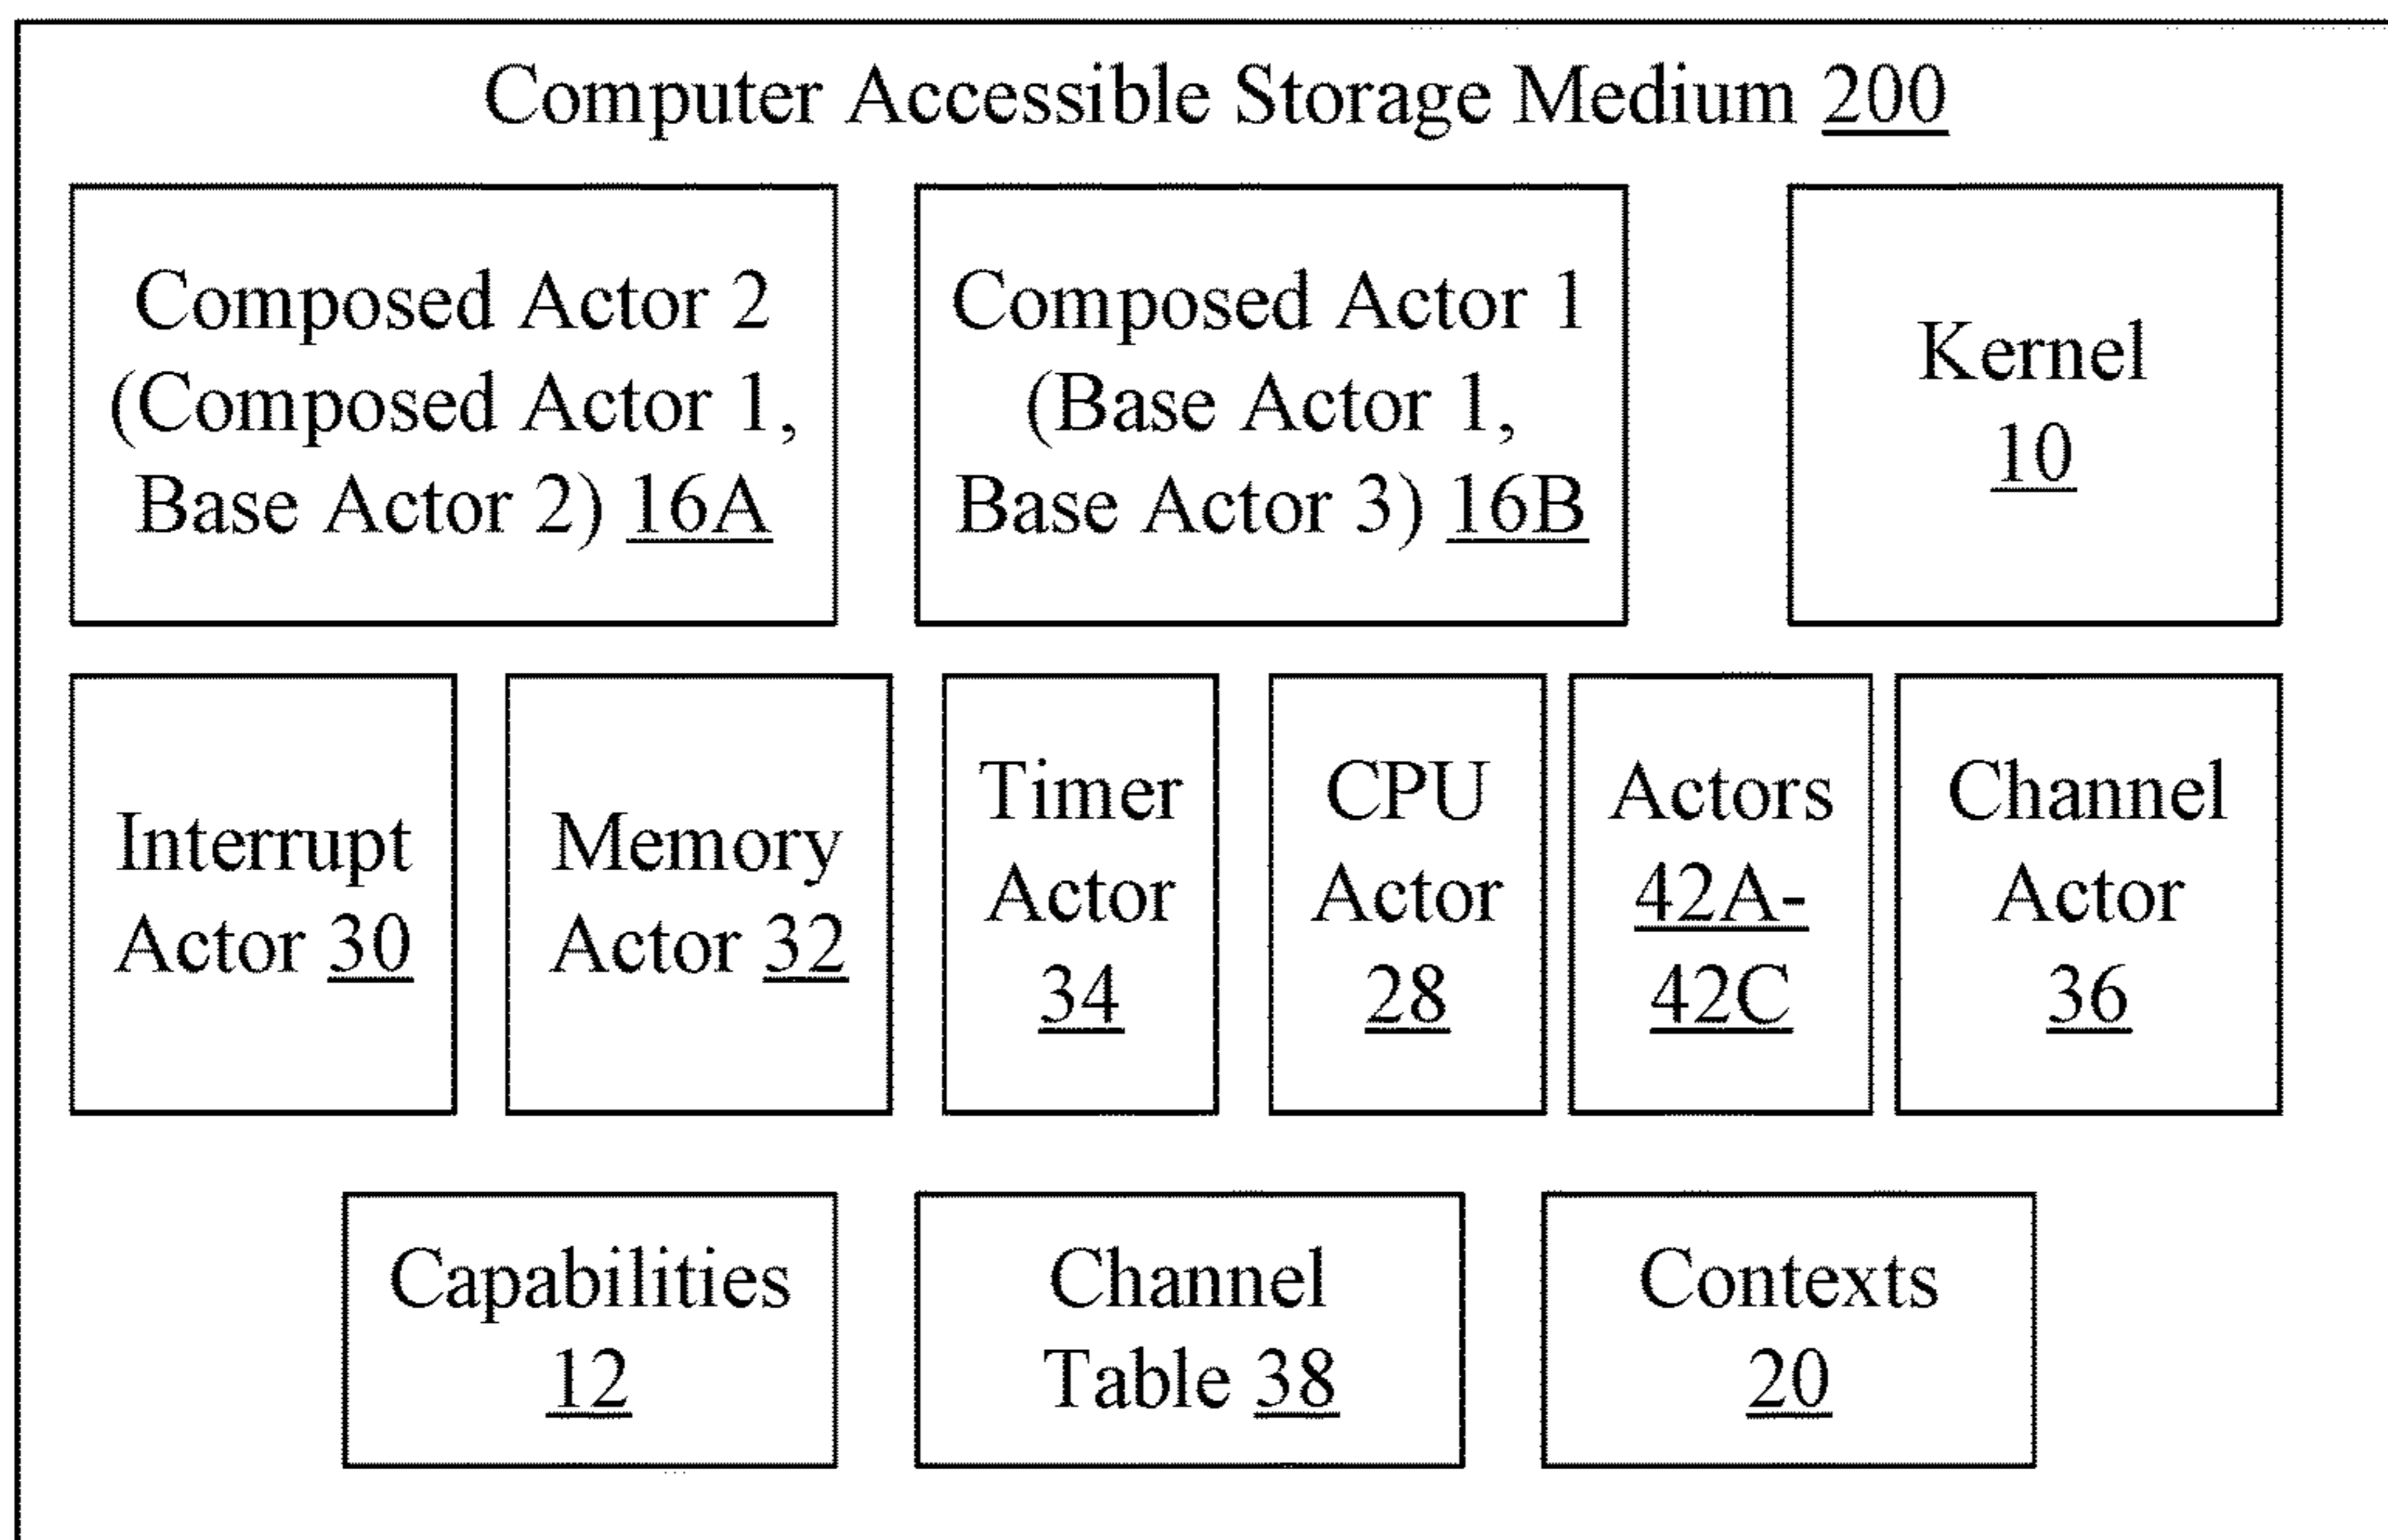 Computer Accessible Storage Medium 200
Composed Actor 2
(Composed Actor 1,
Base Actor 2) 16A
Composed Actor 1
(Base Actor 1,
Base Actor 3) 16B
Kernel
10
Interrupt
Actor 30
Memory
Actor 32
Timer
Actor
34
CPU
Actor
28
Actors
42A-
42C
Channel
Actor
36
Capabilities
12
Channel
Table 38
Contexts
20